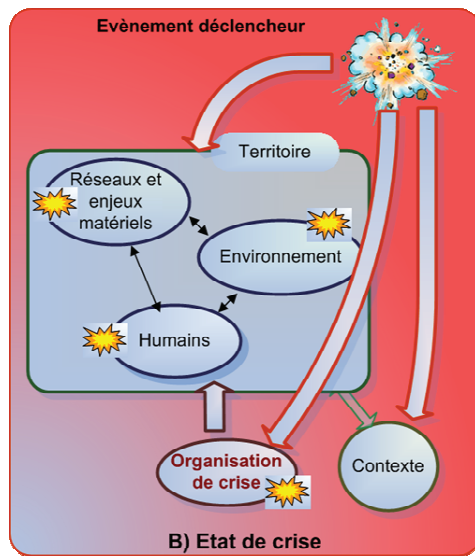 Evènement déclencheur
Territoire
Réseaux et
enjeux
matériels
Environnement
Humains
Organisation
de crise
Contexte
B) Etat de crise